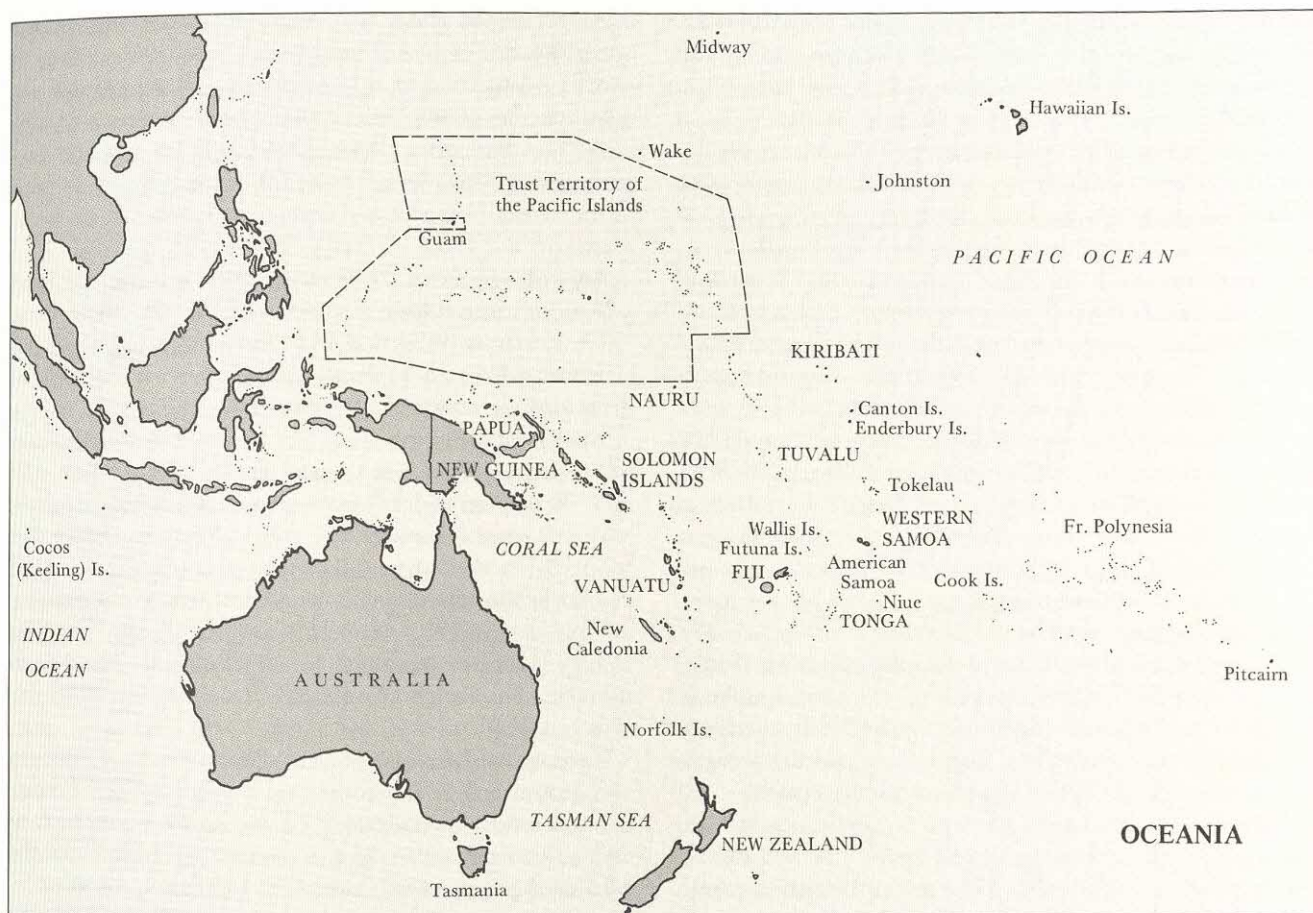 Midway
Hawaiian Is.
Wake
Johnston
Trust Territory of
the Pacific Islands
Guam
PACIFIC OCEAN
KIRIBATI
NAURU
Canton Is.
Enderbury Is.
PAPUA
NEW GUINEA
SOLOMON
ISLANDS
TUVALU
Tokelau
WESTERN
SAMOA
Wallis Is.
Futuna Is.
Fr. Polynesia
Cocos
(Keeling) Is.
CORAL SEA
FIJI
American
Samoa
Cook Is.
VANUATU
Niue
TONGA
INDIAN
OCEAN
New
Caledonia
AUSTRALIA
Pitcairn
Norfolk Is.
TASMAN SEA
NEW ZEALAND
OCEANIA
Tasmania